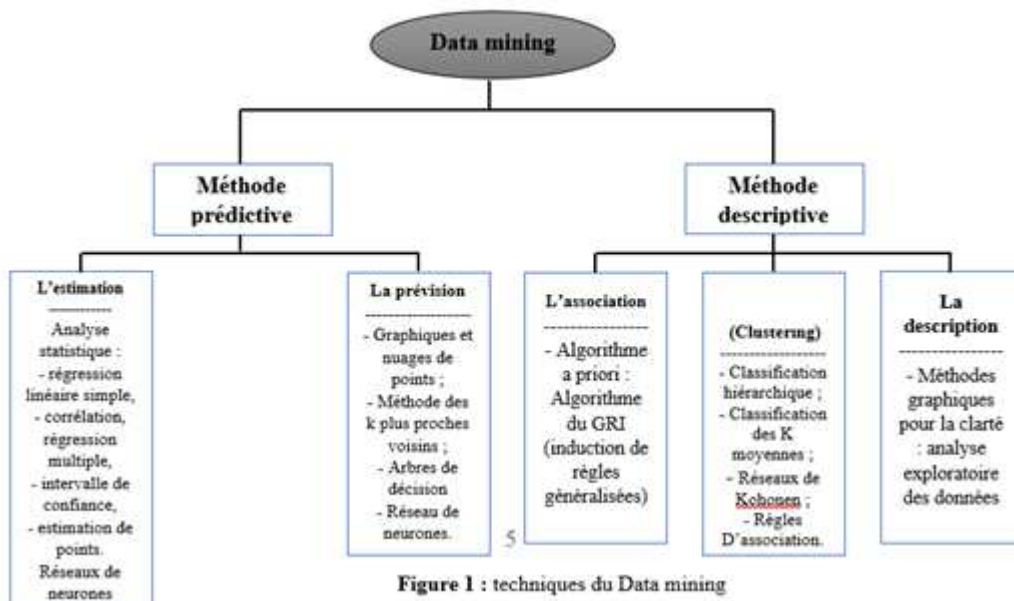 Data mining
Méthode
prédictive
Méthode
descriptive
L'estimation
------------
Analyse
statistique :
- régression
linéaire simple,
- corrélation,
régression
multiple,
- intervalle de
confiance,
- estimation de
points.
Réseaux de
neurones
La prévision
-------------------
- Graphiques et
nuages de
points ;
- Méthode des
k plus proches
voisins ;
- Arbres de
décision
- Réseau de
neurones.
L'association
------------------
- Algorithme
a priori :
Algorithme
du GRI
(induction de
règles
généralisées)
(Clustering)
-------------------
- Classification
hiérarchique ;
- Classification
des K
moyennes ;
- Réseaux de
Kohonen ;
- Règles
D'association.
La
description
------------------
- Méthodes
graphiques
pour la clarté
: analyse
exploratoire
des données
5
Figure 1 : techniques du Data mining